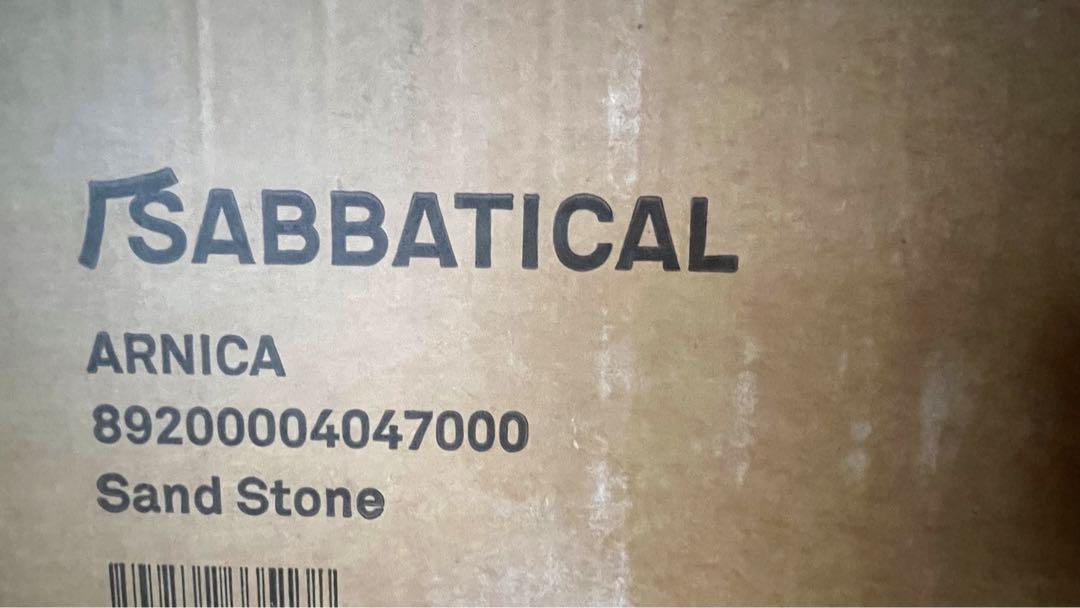 SABBATICAL
ARNICA
89200004047000
Sand Stone